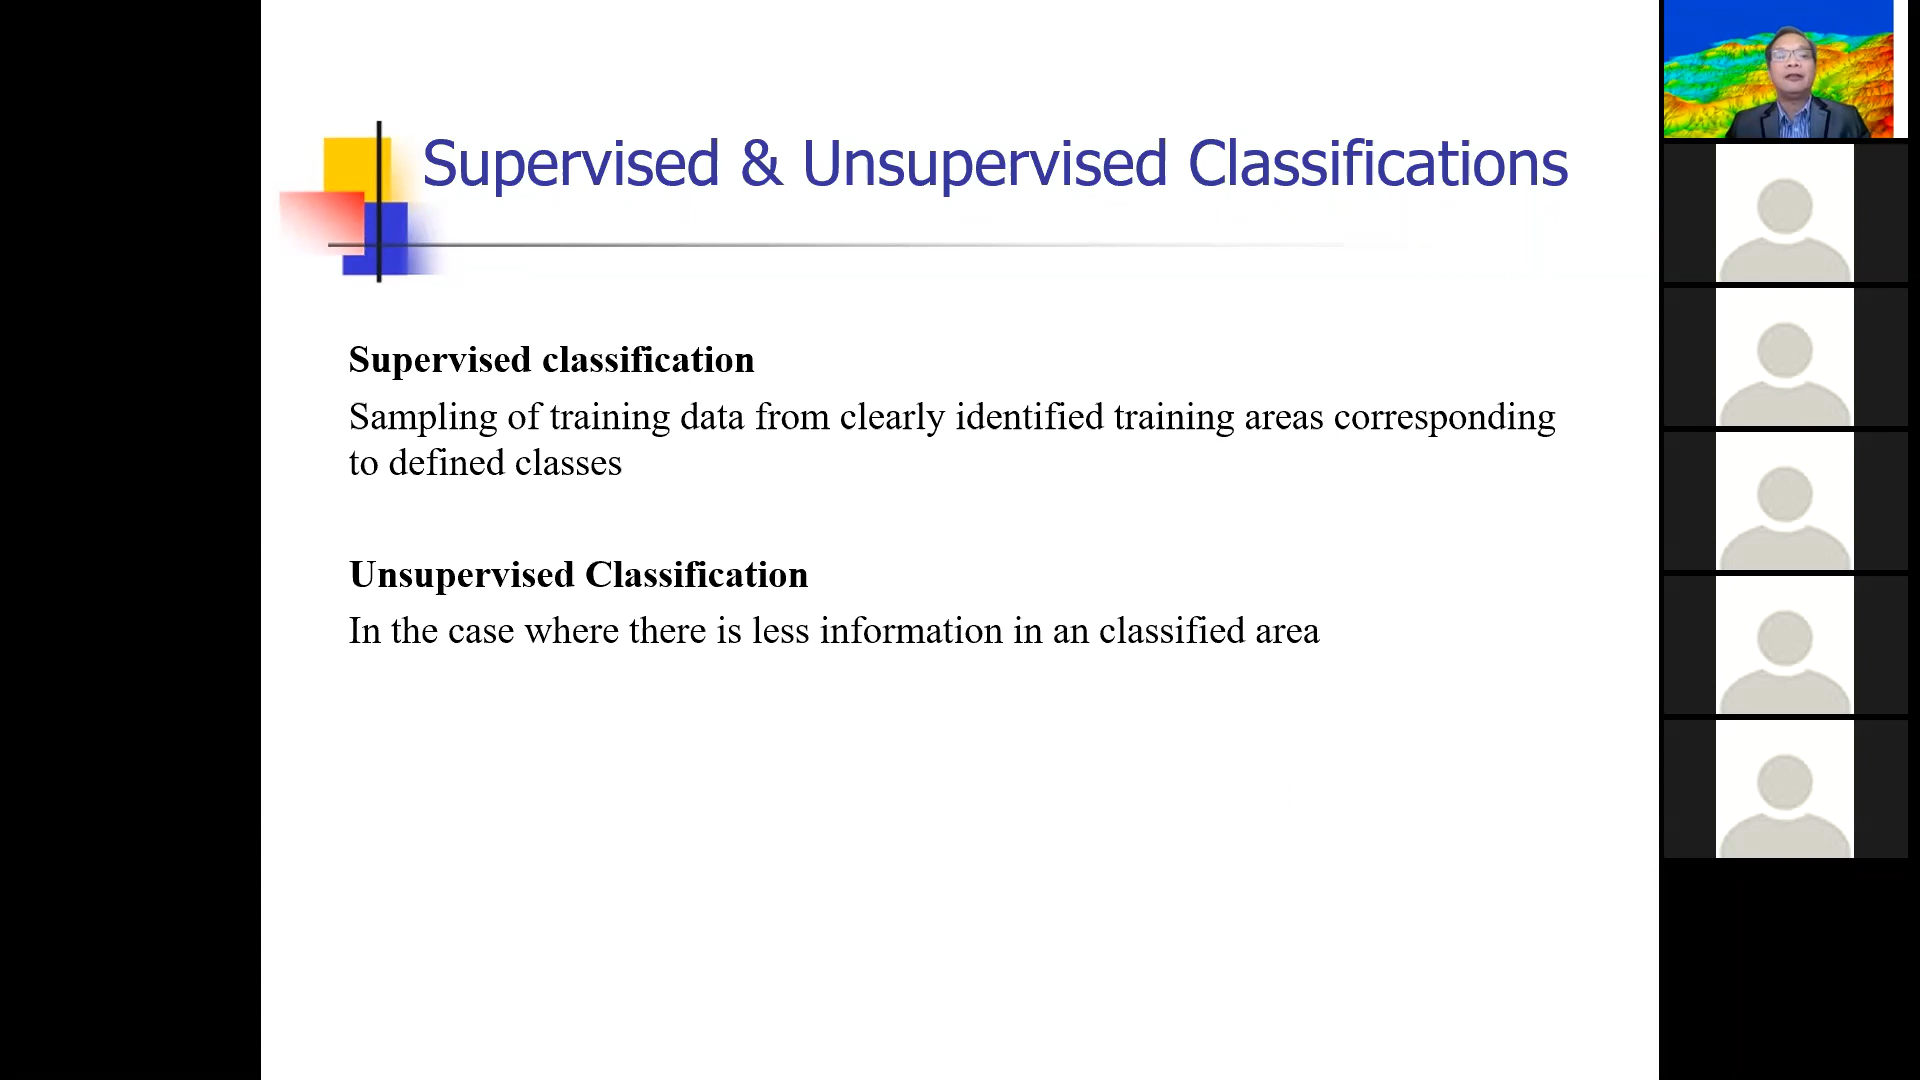 Supervised & Unsupervised Classifications
Supervised classification
Sampling of training data from clearly identified training areas corresponding
to defined classes
Unsupervised Classification
In the case where there is less information in an classified area